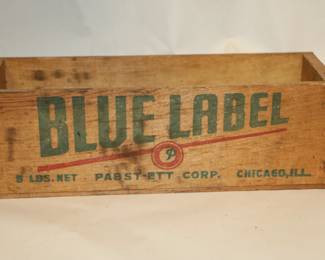 BLUE LABEL
P
5 LBS. NET PABST-ETT CORP. CHICAGO, ILL.